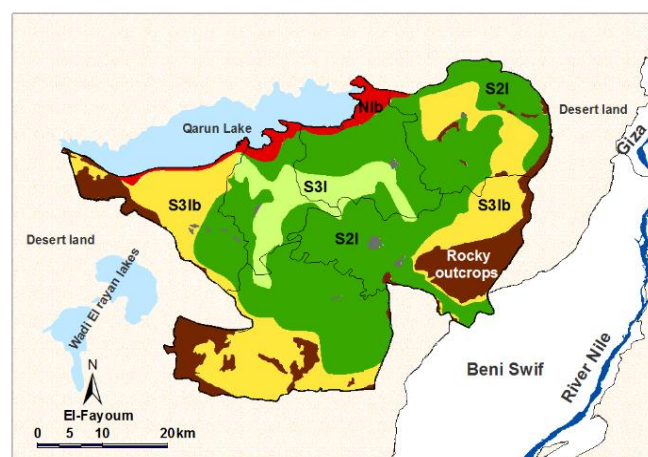 S2l
Nlb
Desert land
Qarun Lake
Giza
S3l
S3lb
S3lb
S2l
Desert land
Rocky
outcrops
Wadi El rayan lakes
N
Beni Swif
River Nile
El-Fayoum
0 5 10 20km